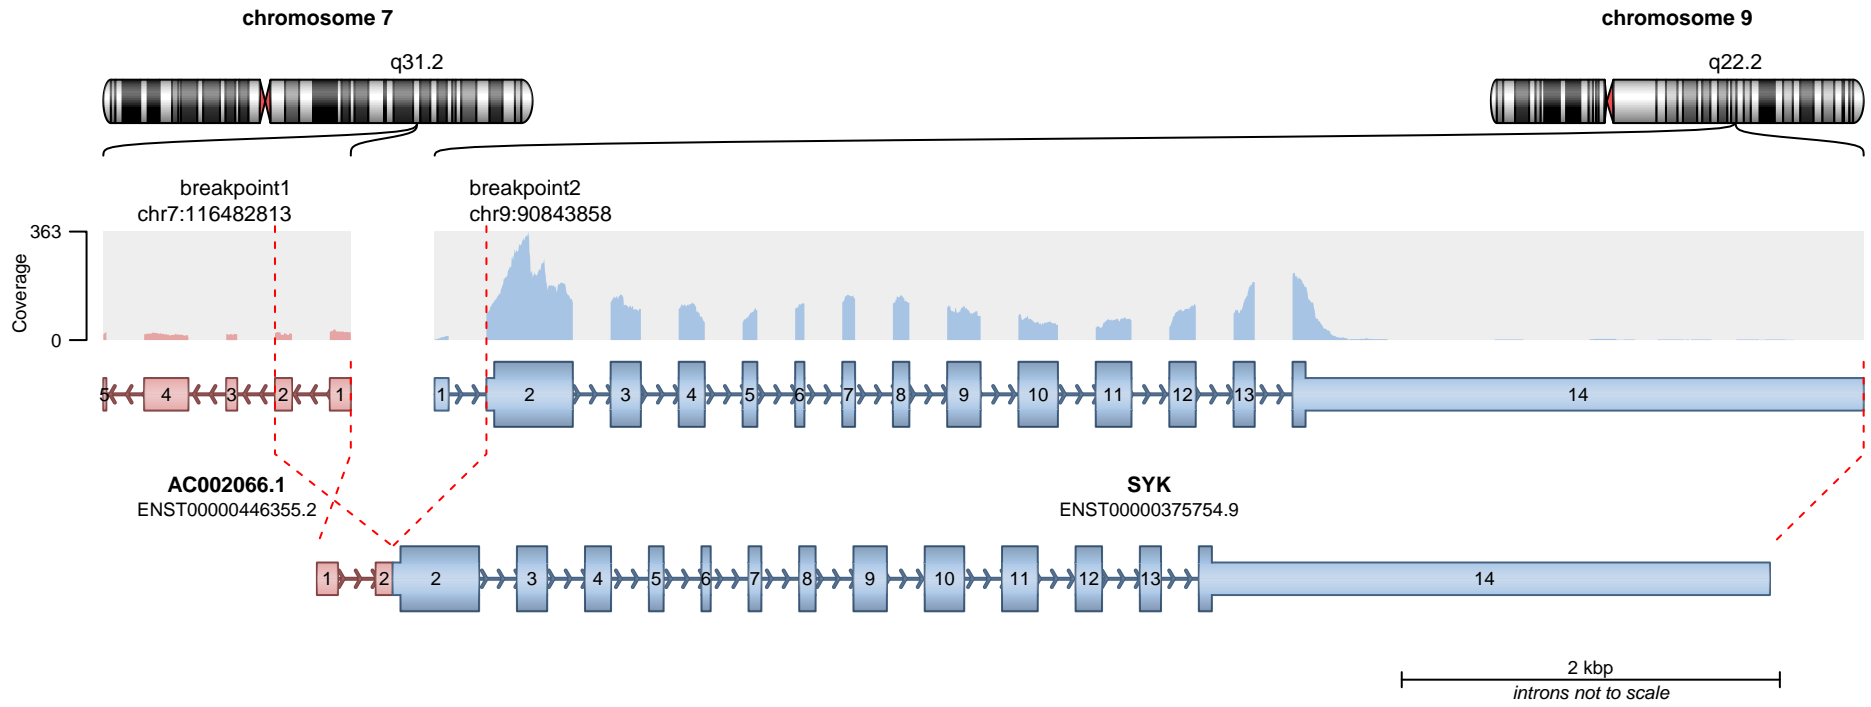 chromosome 7
chromosome 9
q31.2
q22.2
breakpoint1
chr7:116482813
breakpoint2
chr9:90843858
363
0
Coverage
5 4 3 2 1
1 2 3 4 5 6 7 8 9 10 11 12 13 14
AC002066.1
ENST00000446355.2
SYK
ENST00000375754.9
1 2 2 3 4 5 6 7 8 9 10 11 12 13 14
2 kbp
introns not to scale